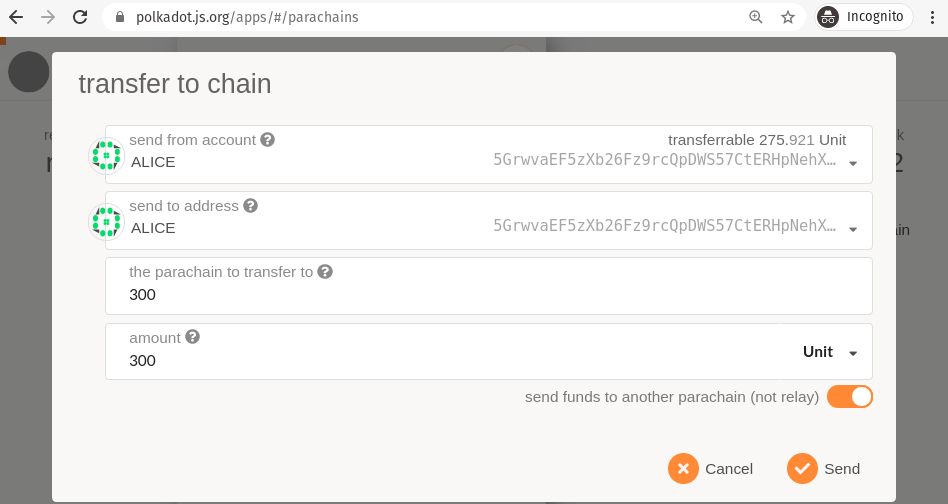 polkadot.js.org/apps/#/parachains
Incognito
transfer to chain
send from account
transferrable 275.921 Unit
ALICE
5GrwvaEF5zXb26Fz9rcQpDWS57CtERHpNehX…
send to address
ALICE
5GrwvaEF5zXb26Fz9rcQpDWS57CtERHpNehX…
the parachain to transfer to
300
amount
300
Unit
send funds to another parachain (not relay)
Cancel
Send